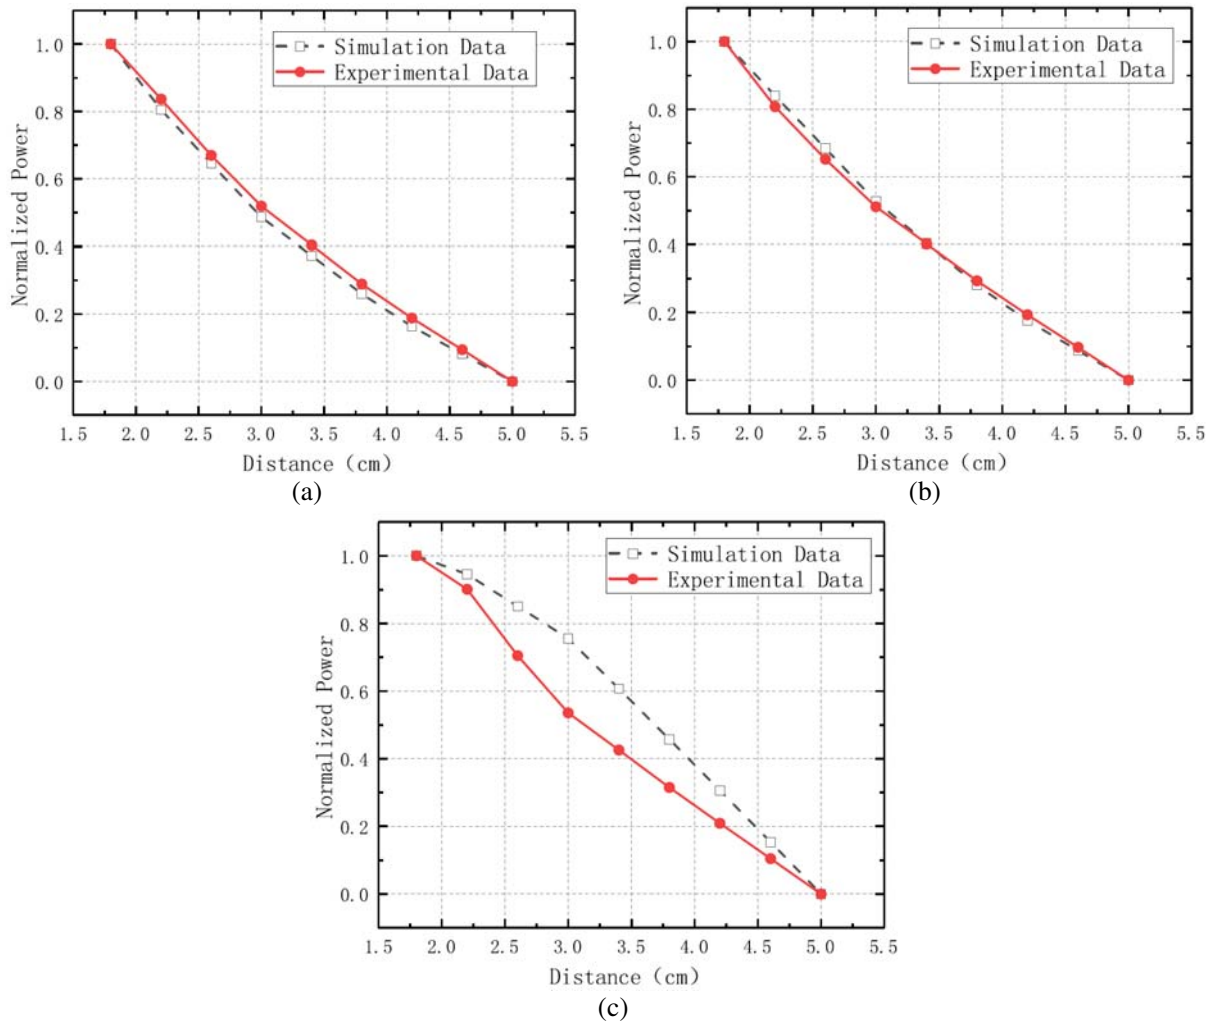 Simulation Data
Experimental Data
1.0
0.8
0.6
0.4
0.2
0.0
Normalized Power
1.5 2.0 2.5 3.0 3.5 4.0 4.5 5.0 5.5
Distance (cm)
(a)
Simulation Data
Experimental Data
1.0
0.8
0.6
0.4
0.2
0.0
Normalized Power
1.5 2.0 2.5 3.0 3.5 4.0 4.5 5.0 5.5
Distance (cm)
(b)
Simulation Data
Experimental Data
1.0
0.8
0.6
0.4
0.2
0.0
Normalized Power
1.5 2.0 2.5 3.0 3.5 4.0 4.5 5.0 5.5
Distance (cm)
(c)